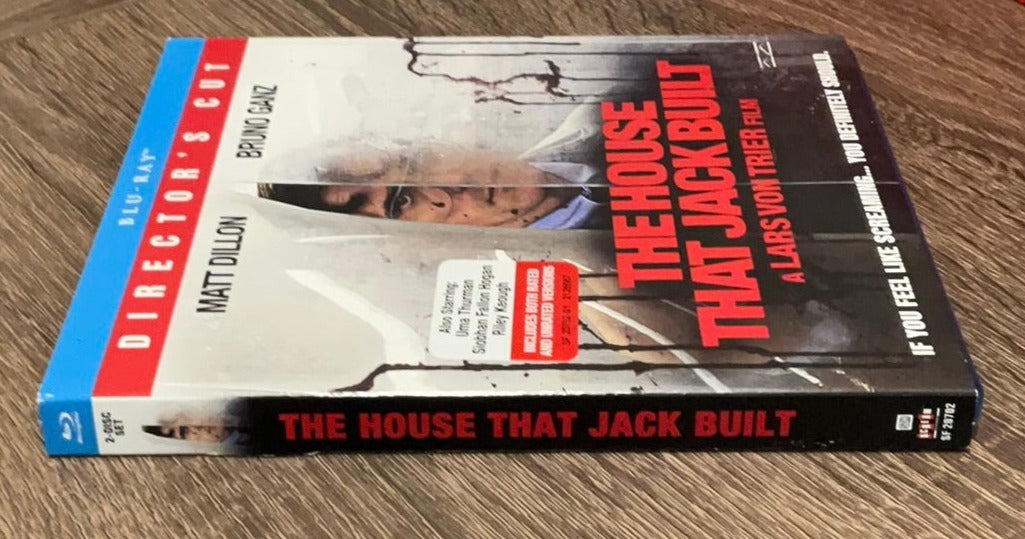 BLU-RAY™
DIRECTOR'S CUT
MATT DILLON BRUNO GANZ
Also Starring:
Uma Thurman
Siobhan Fallon Hogan
Riley Keough
INCLUDES BOTH RATED
AND UNRATED VERSIONS
THE HOUSE
THAT JACK BUILT
A LARS VON TRIER FILM
IF YOU FEEL LIKE SCREAMING... YOU DEFINITELY SHOULD.
2-DISC
SET
THE HOUSE THAT JACK BUILT
SF 20702